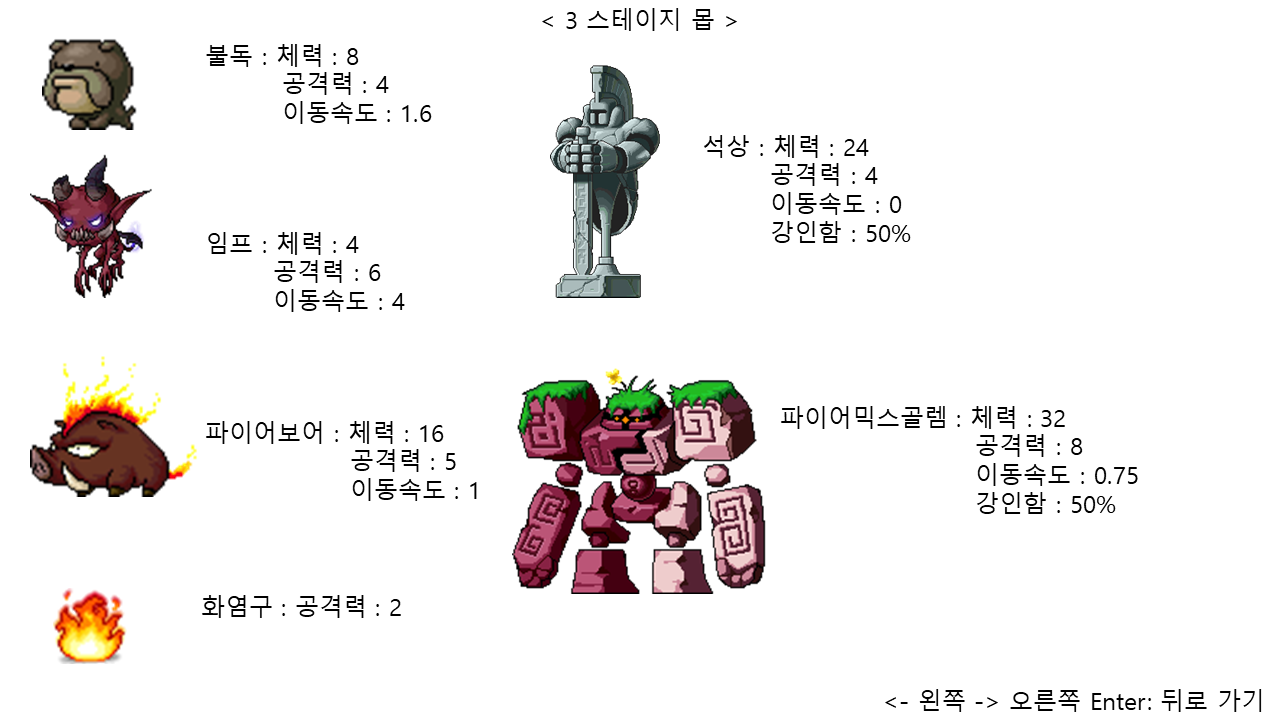 < 3 스테이지 몹 >
불독 : 체력 : 8
공격력 : 4
이동속도 : 1.6
임프 : 체력 : 4
공격력 : 6
이동속도 : 4
파이어보어 : 체력 : 16
공격력 : 5
이동속도 : 1
화염구 : 공격력 : 2
석상 : 체력 : 24
공격력 : 4
이동속도 : 0
강인함 : 50%
파이어믹스골렘 : 체력 : 32
공격력 : 8
이동속도 : 0.75
강인함 : 50%
<- 왼쪽 -> 오른쪽 Enter: 뒤로 가기